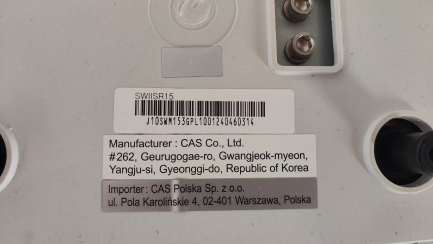 SWIISR15
J10SWM153GPL1001240460314
Manufacturer : CAS Co., Ltd.
#262, Geurugogae-ro, Gwangjeok-myeon,
Yangju-si, Gyeonggi-do, Republic of Korea
Importer : CAS Polska Sp. z o.o.
ul. Pola Karolińskie 4, 02-401 Warszawa, Polska